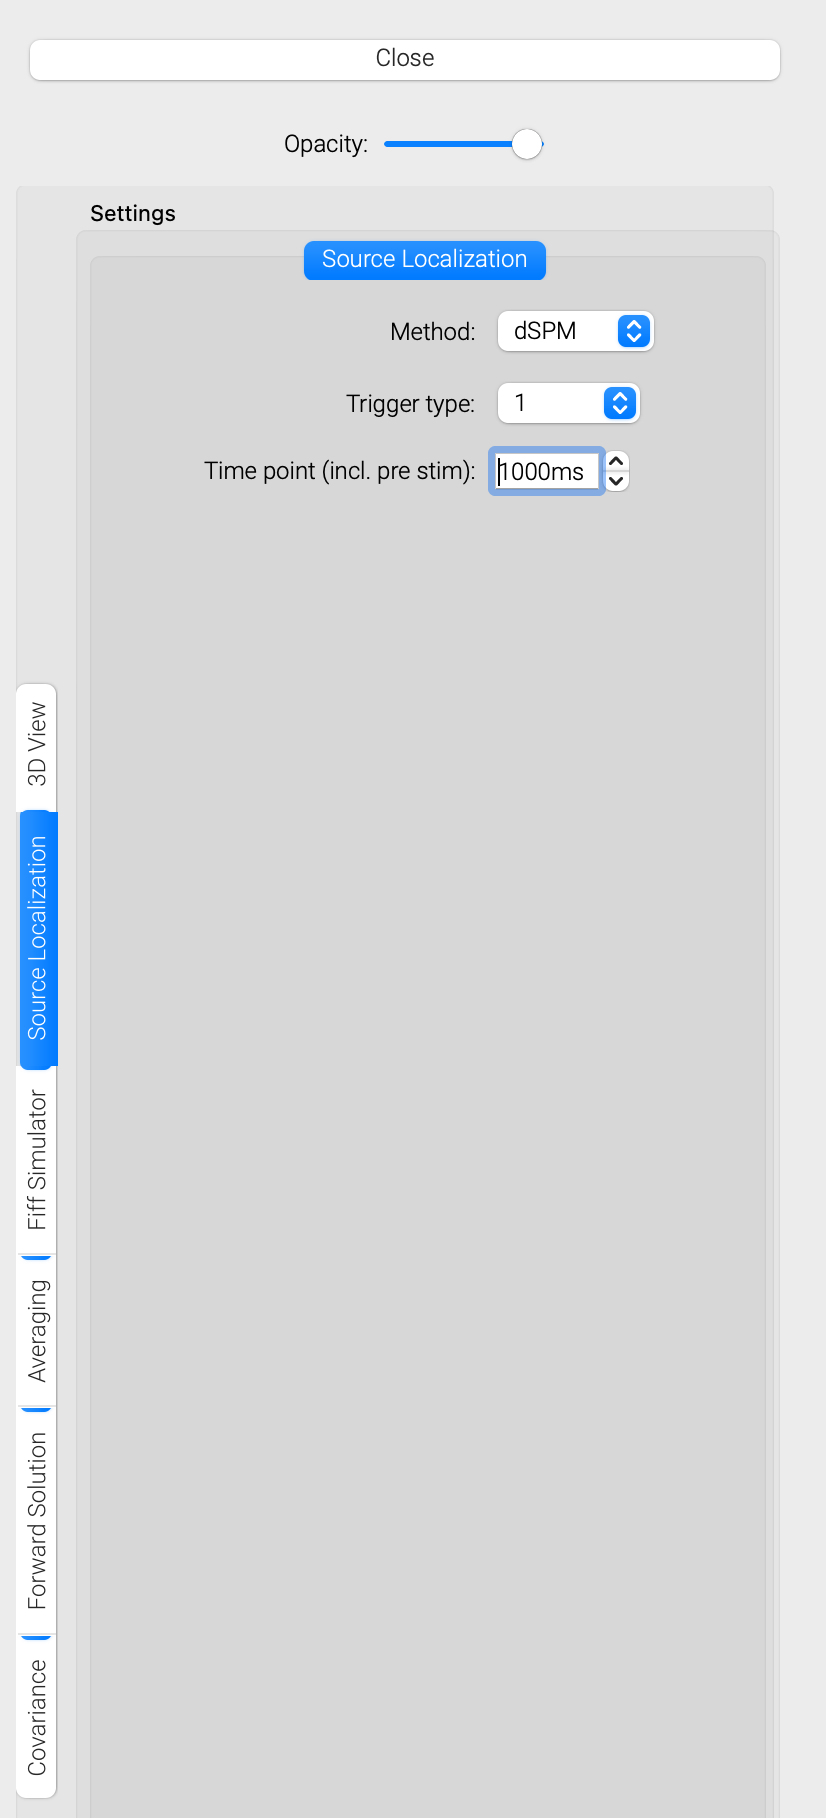 Close
Opacity:
Settings
Source Localization
Method: dSPM
Trigger type: 1
Time point (incl. pre stim): 1000ms
3D View
Source Localization
Fiff Simulator
Averaging
Forward Solution
Covariance